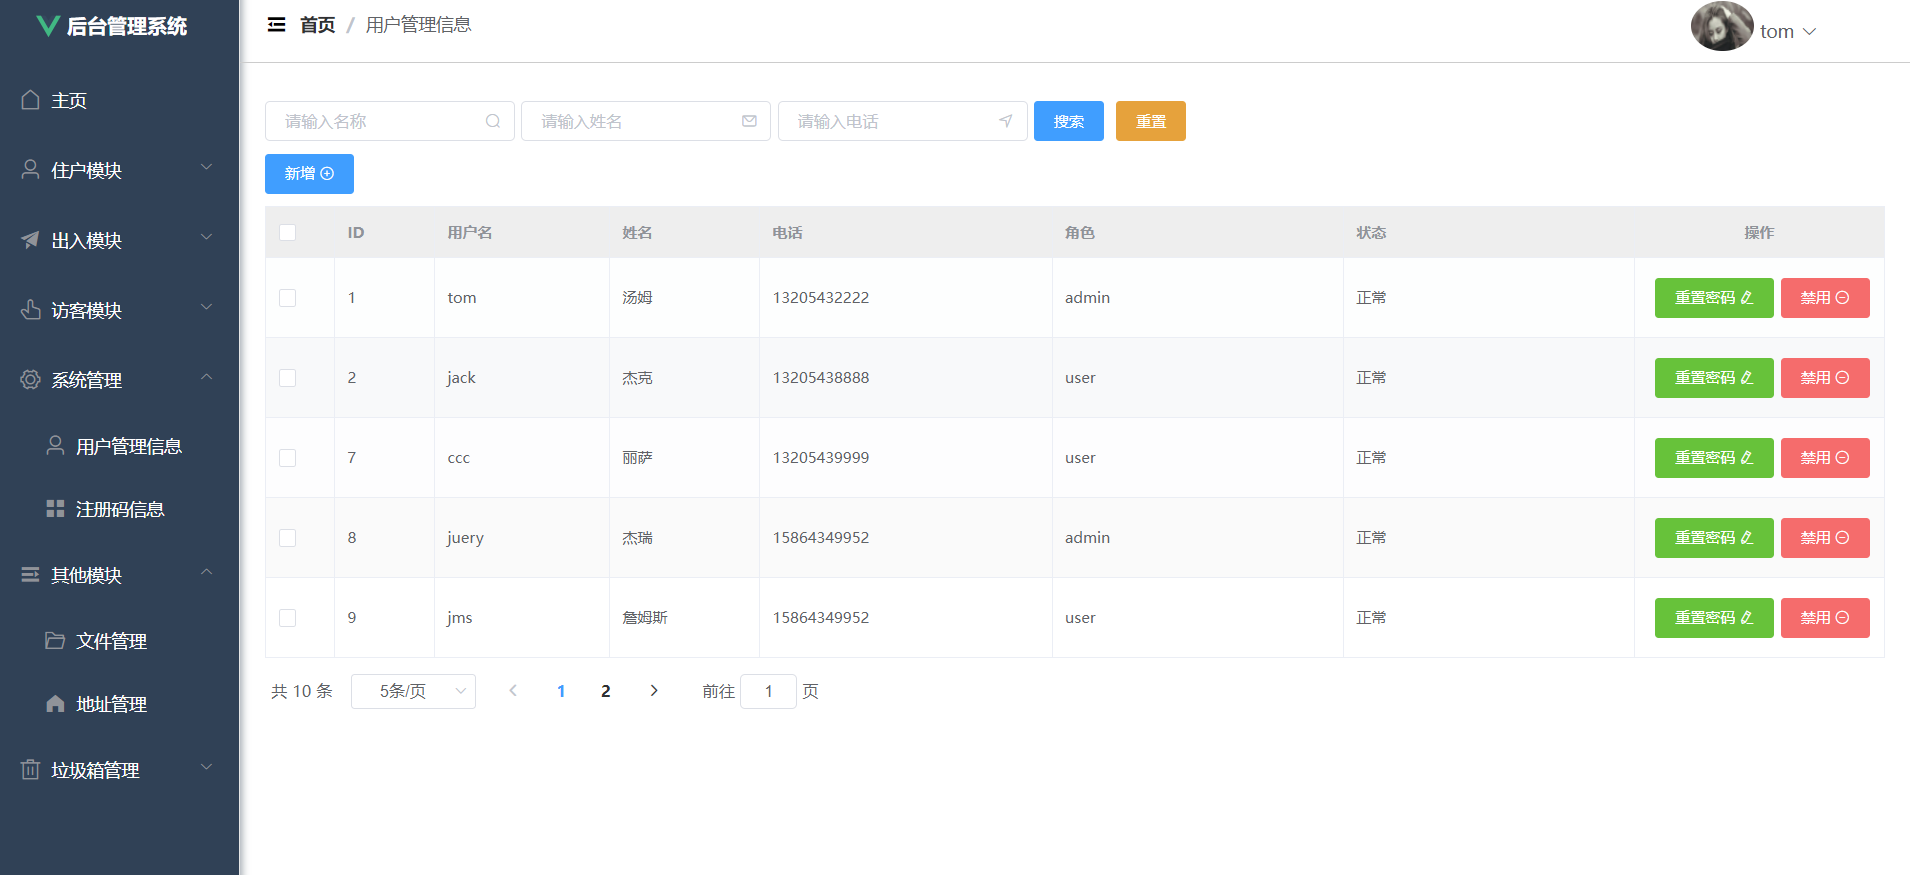 后台管理系统
主页
住户模块
出入模块
访客模块
系统管理
用户管理信息
注册码信息
其他模块
文件管理
地址管理
垃圾箱管理
首页 / 用户管理信息
tom
请输入名称 请输入姓名 请输入电话 搜索 重置
新增
ID 用户名 姓名 电话 角色 状态 操作
1 tom 汤姆 13205432222 admin 正常 重置密码 禁用
2 jack 杰克 13205438888 user 正常 重置密码 禁用
7 ccc 丽萨 13205439999 user 正常 重置密码 禁用
8 juery 杰瑞 15864349952 admin 正常 重置密码 禁用
9 jms 詹姆斯 15864349952 user 正常 重置密码 禁用
共 10 条 5条/页 1 2 前往 1 页